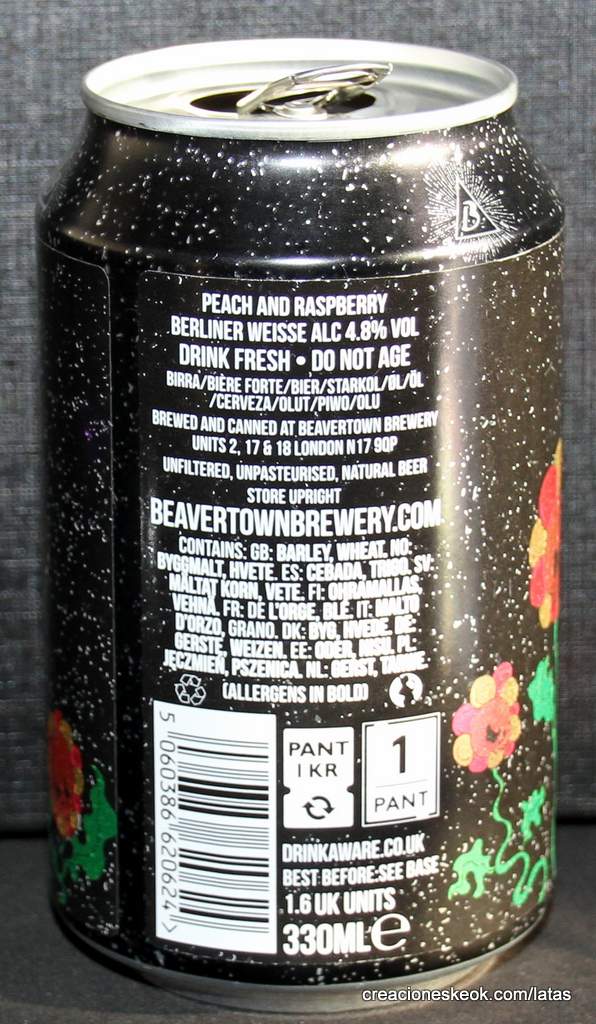 B
PEACH AND RASPBERRY
BERLINER WEISSE ALC 4.8% VOL
DRINK FRESH • DO NOT AGE
BIRRA/BIÈRE FORTE/BIER/STARKÖL/ØL/ÖL
/CERVEZA/OLUT/PIWO/OLU
BREWED AND CANNED AT BEAVERTOWN BREWERY
UNITS 2, 17 & 18 LONDON N17 9QP
UNFILTERED, UNPASTEURISED, NATURAL BEER
STORE UPRIGHT
BEAVERTOWNBREWERY.COM
CONTAINS: GB: BARLEY, WHEAT. NO:
BYGGMALT, HVETE. ES: CEBADA, TRIGO. SV:
MALTAT KORN, VETE. FI: OHRAMALLAS,
VEHNÄ. FR: DE L'ORGE, BLÉ. IT: MALTO
D'ORZO, GRANO. DK: BYG, HVEDE. DE:
GERSTE, WEIZEN. EE: ODER, NISU. PL:
JĘCZMIEŃ, PSZENICA. NL: GERST, TARWE.
(ALLERGENS IN BOLD)
5 060386 620624 >
PANT
1 KR
1
PANT
DRINKAWARE.CO.UK
BEST BEFORE: SEE BASE
1.6 UK UNITS
330ML e
creacioneskeok.com/latas